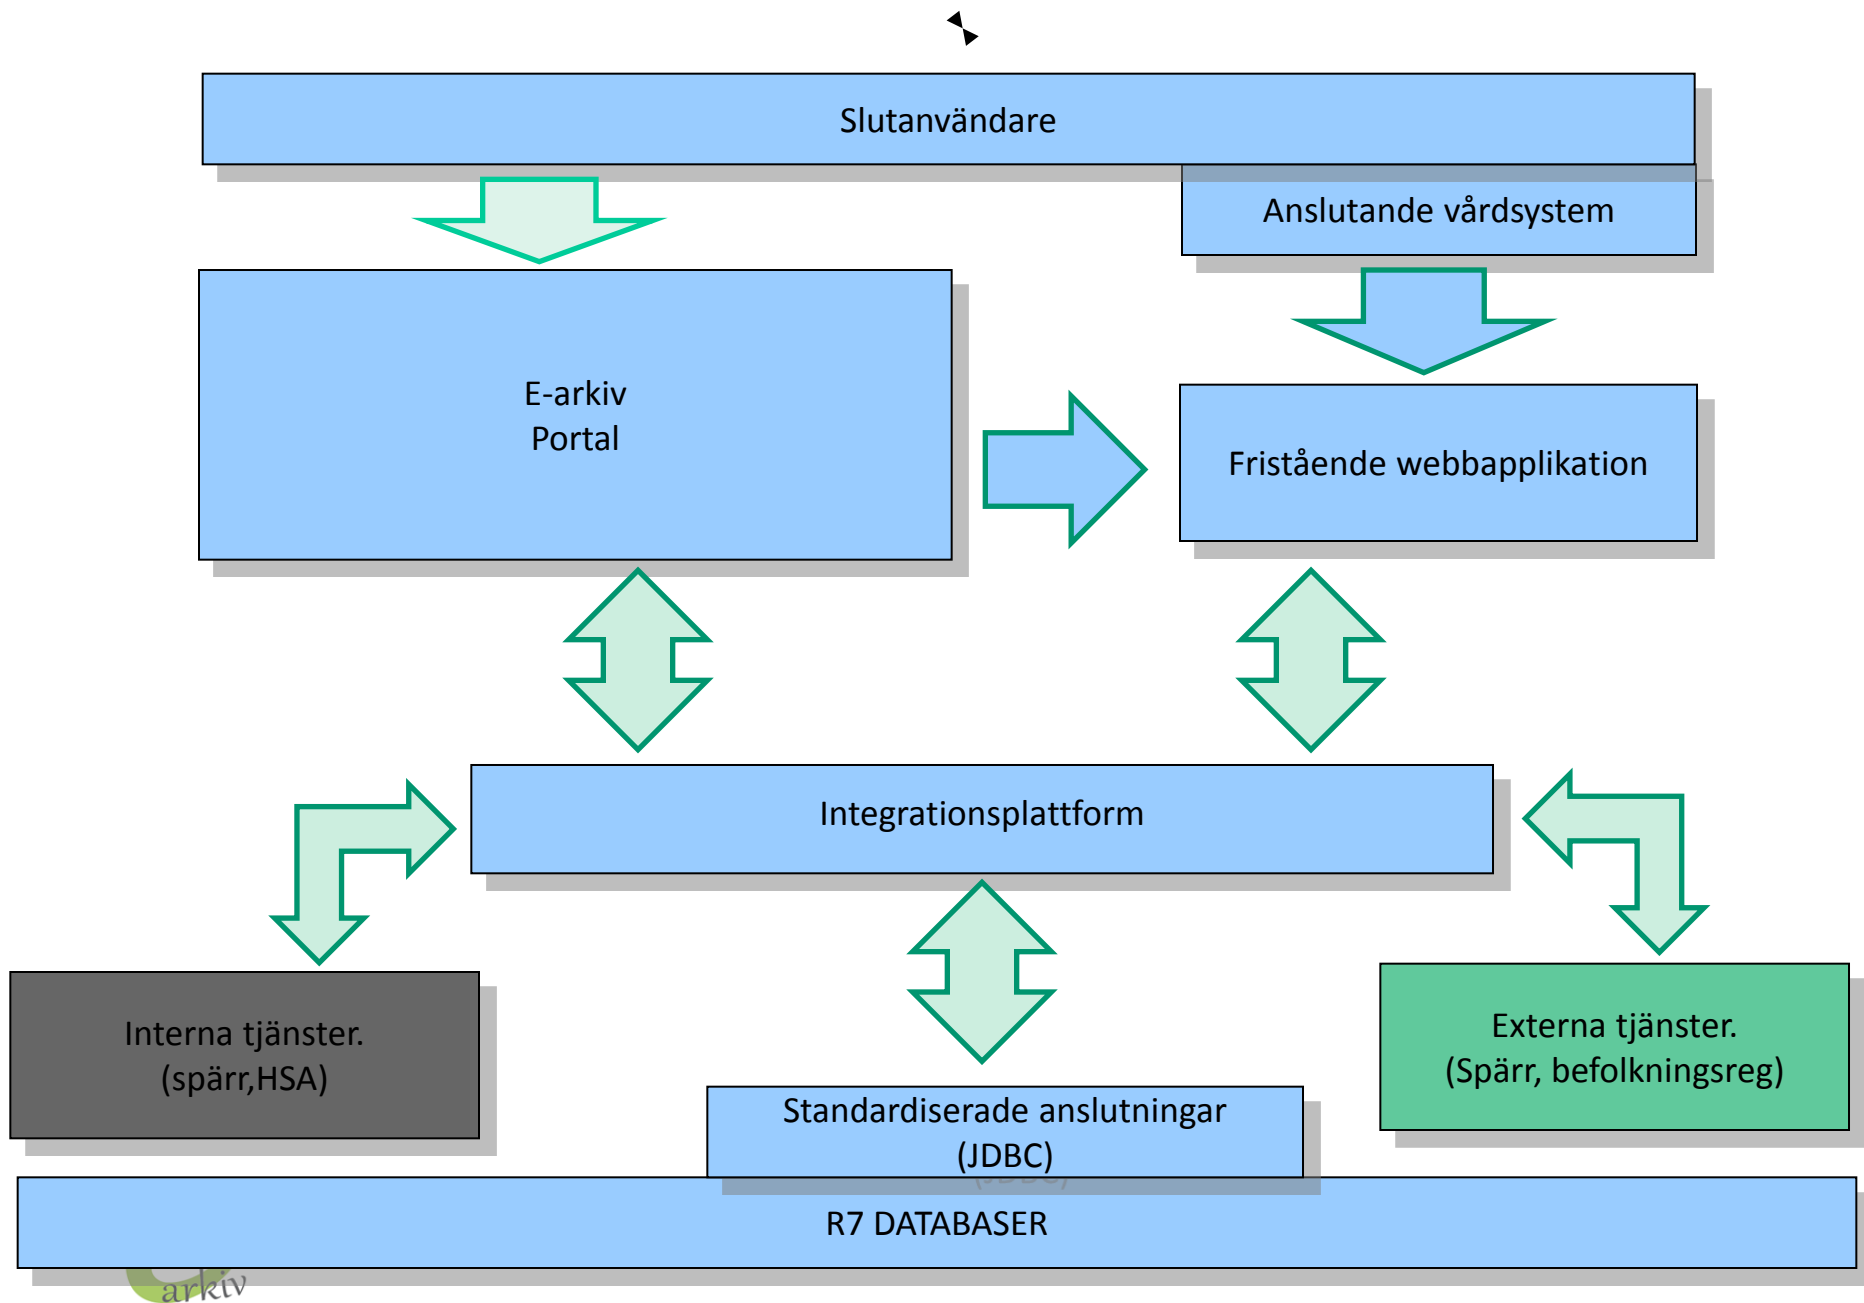 Slutanvändare
Anslutande vårdsystem
E-arkiv
Portal
Fristående webbapplikation
Integrationsplattform
Interna tjänster.
(spärr,HSA)
Externa tjänster.
(Spärr, befolkningsreg)
Standardiserade anslutningar
(JDBC)
R7 DATABASER
arkiv